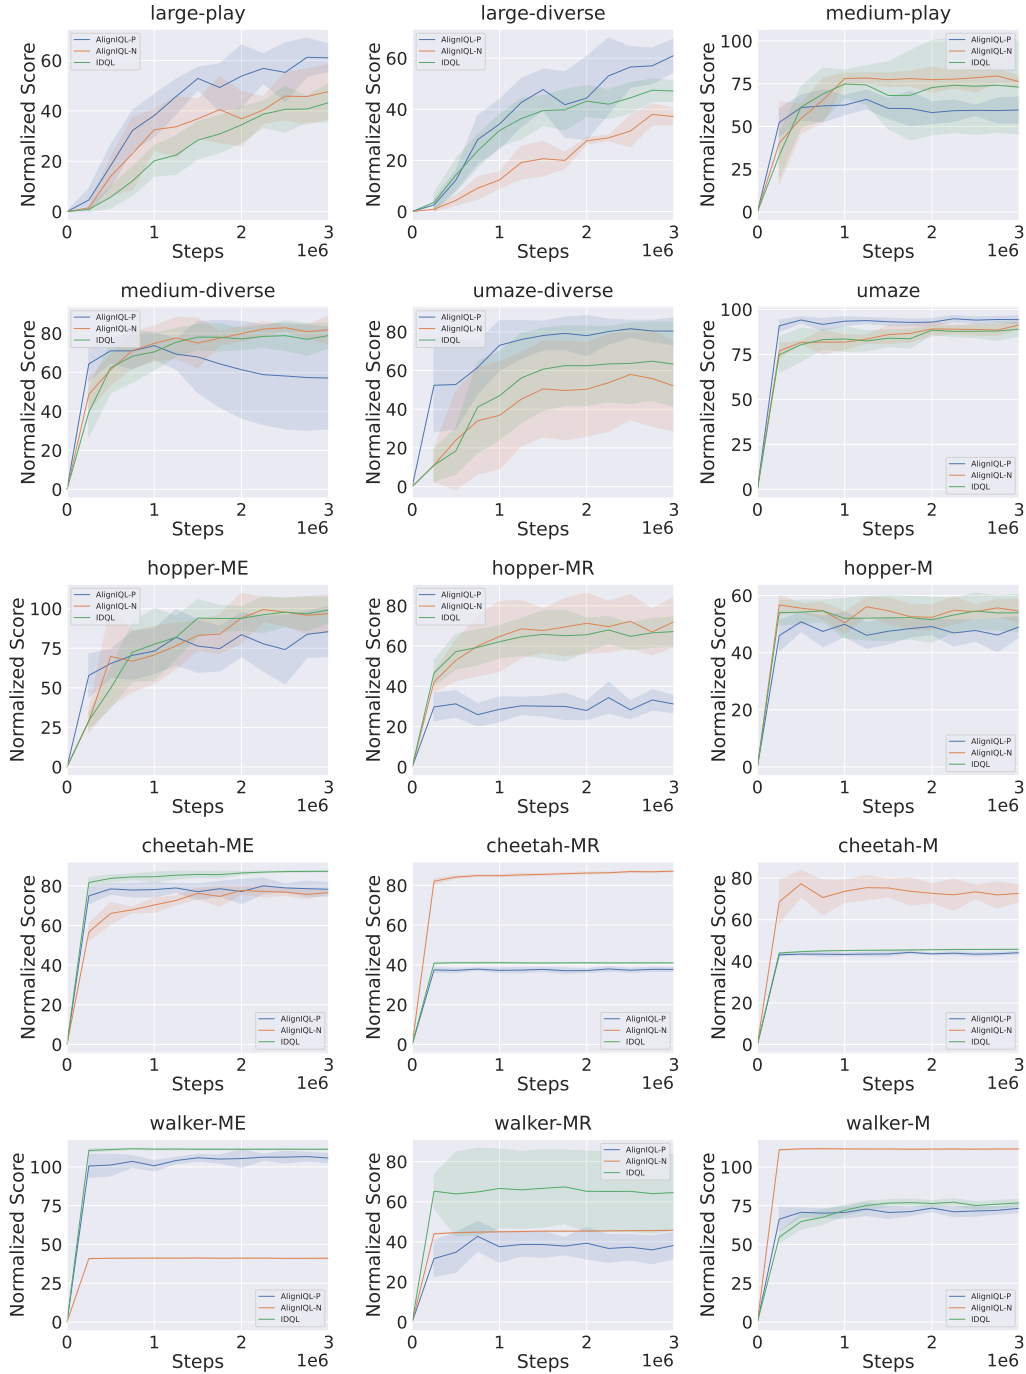 large-play
Normalized Score
60
40
20
0
AlignIQL-P
AlignIQL-N
IDQL
0 1 2 3
Steps 1e6
large-diverse
Normalized Score
60
40
20
0
AlignIQL-P
AlignIQL-N
IDQL
0 1 2 3
Steps 1e6
medium-play
Normalized Score
100
75
50
25
0
AlignIQL-P
AlignIQL-N
IDQL
0 1 2 3
Steps 1e6
medium-diverse
Normalized Score
80
60
40
20
0
AlignIQL-P
AlignIQL-N
IDQL
0 1 2 3
Steps 1e6
umaze-diverse
Normalized Score
80
60
40
20
0
AlignIQL-P
AlignIQL-N
IDQL
0 1 2 3
Steps 1e6
umaze
Normalized Score
100
75
50
25
0
AlignIQL-P
AlignIQL-N
IDQL
0 1 2 3
Steps 1e6
hopper-ME
Normalized Score
100
75
50
25
0
AlignIQL-P
AlignIQL-N
IDQL
0 1 2 3
Steps 1e6
hopper-MR
Normalized Score
80
60
40
20
0
AlignIQL-P
AlignIQL-N
IDQL
0 1 2 3
Steps 1e6
hopper-M
Normalized Score
60
40
20
0
AlignIQL-P
AlignIQL-N
IDQL
0 1 2 3
Steps 1e6
cheetah-ME
Normalized Score
80
60
40
20
0
AlignIQL-P
AlignIQL-N
IDQL
0 1 2 3
Steps 1e6
cheetah-MR
Normalized Score
80
60
40
20
0
AlignIQL-P
AlignIQL-N
IDQL
0 1 2 3
Steps 1e6
cheetah-M
Normalized Score
80
60
40
20
0
AlignIQL-P
AlignIQL-N
IDQL
0 1 2 3
Steps 1e6
walker-ME
Normalized Score
100
75
50
25
0
AlignIQL-P
AlignIQL-N
IDQL
0 1 2 3
Steps 1e6
walker-MR
Normalized Score
80
60
40
20
0
AlignIQL-P
AlignIQL-N
IDQL
0 1 2 3
Steps 1e6
walker-M
Normalized Score
100
75
50
25
0
AlignIQL-P
AlignIQL-N
IDQL
0 1 2 3
Steps 1e6